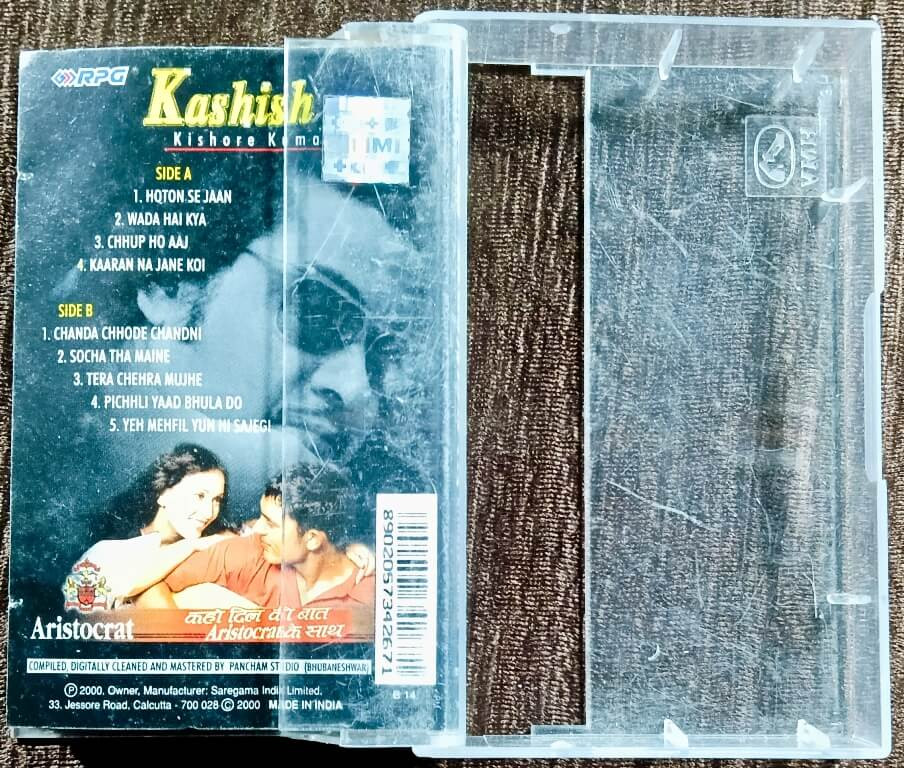 RPG
Kashish
Kishore Kuma
IMI
SIDE A
1. HOTON SE JAAN
2. WADA HAI KYA
3. CHHUP HO AAJ
4. KAARAN NA JANE KOI
SIDE B
1. CHANDA CHHODE CHANDNI
2. SOCHA THA MAINE
3. TERA CHEHRA MUJHE
4. PICHHLI YAAD BHULA DO
5. YEH MEHFIL YUN HI SAJEGI
Aristocrat
कहो दिल की बात
Aristocrat के साथ
8902057342671
COMPILED, DIGITALLY CLEANED AND MASTERED BY PANCHAM STUDIO (BHUBANESHWAR)
B 14
Ⓟ 2000. Owner, Manufacturer: Saregama India Limited.
33, Jessore Road, Calcutta - 700 028 © 2000 MADE IN INDIA